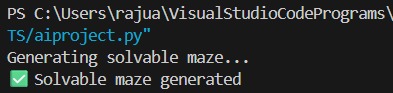 PS C:\Users\rajua\VisualStudioCodePrograms\
TS/aiproject.py"
Generating solvable maze...
✅ Solvable maze generated